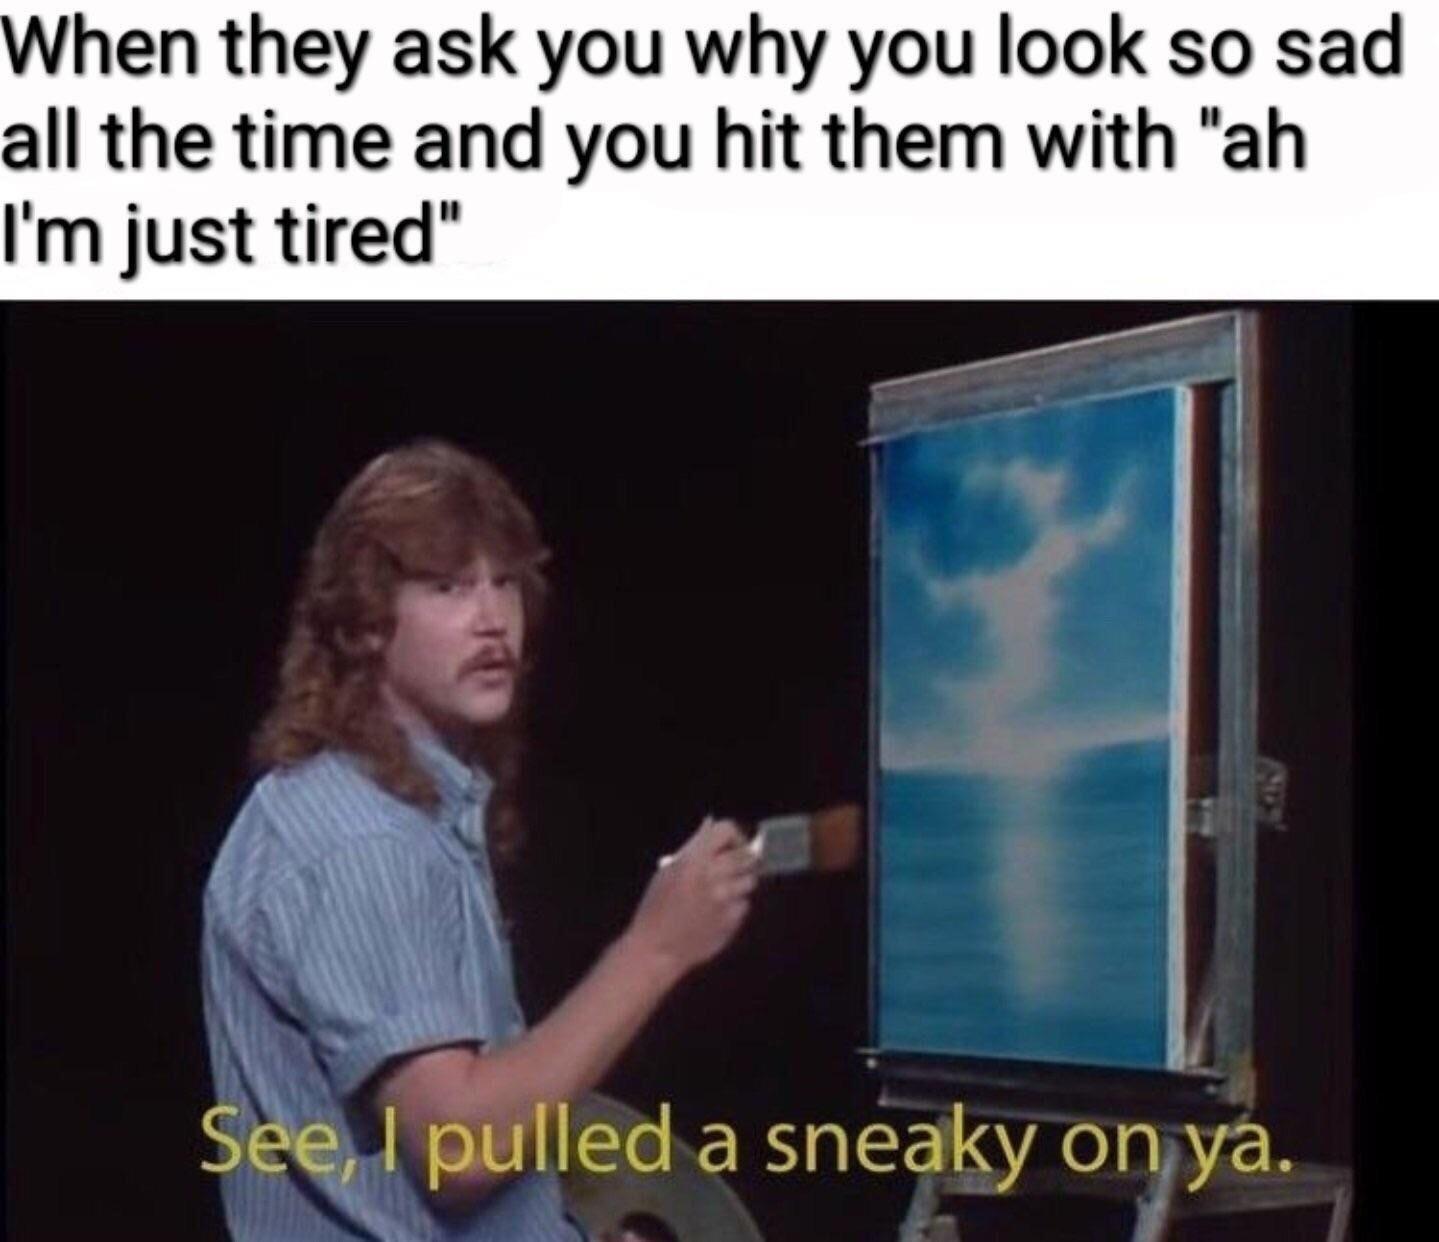 When they ask you why you look so sad
all the time and you hit them with "ah
I'm just tired"
See, I pulled a sneaky on ya.